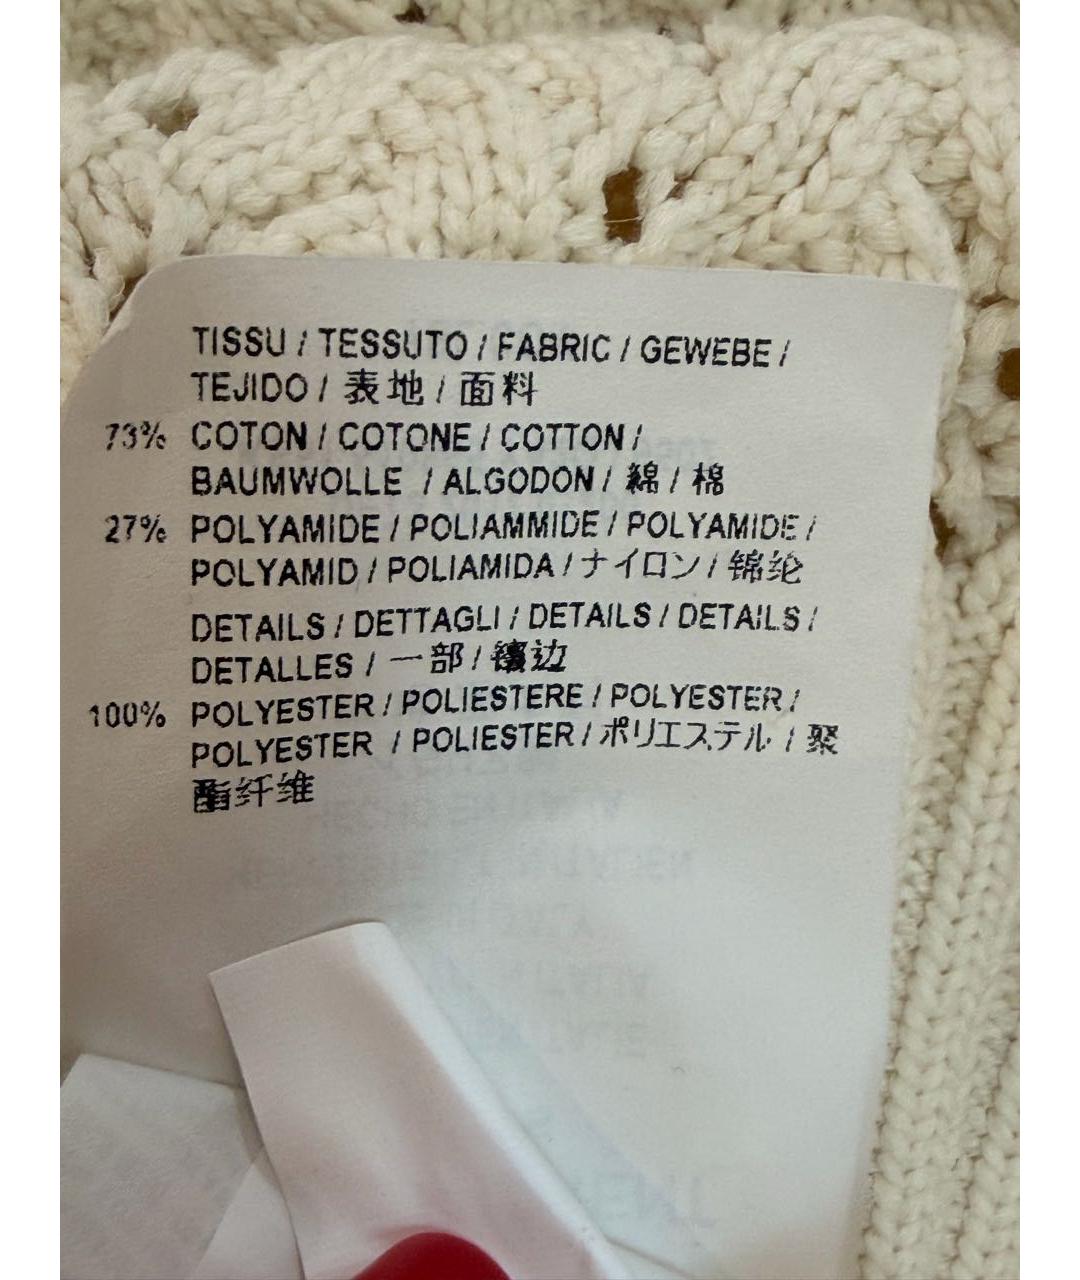 TISSU / TESSUTO / FABRIC / GEWEBE /
TEJIDO / 表地 / 面料
73% COTON / COTONE / COTTON /
BAUMWOLLE / ALGODON / 綿 / 棉
27% POLYAMIDE / POLIAMMIDE / POLYAMIDE /
POLYAMID / POLIAMIDA / ナイロン / 锦纶
DETAILS / DETTAGLI / DETAILS / DETAILS /
DETALLES / 一部 / 镶边
100% POLYESTER / POLIESTERE / POLYESTER /
POLYESTER / POLIESTER / ポリエステル / 聚
酯纤维